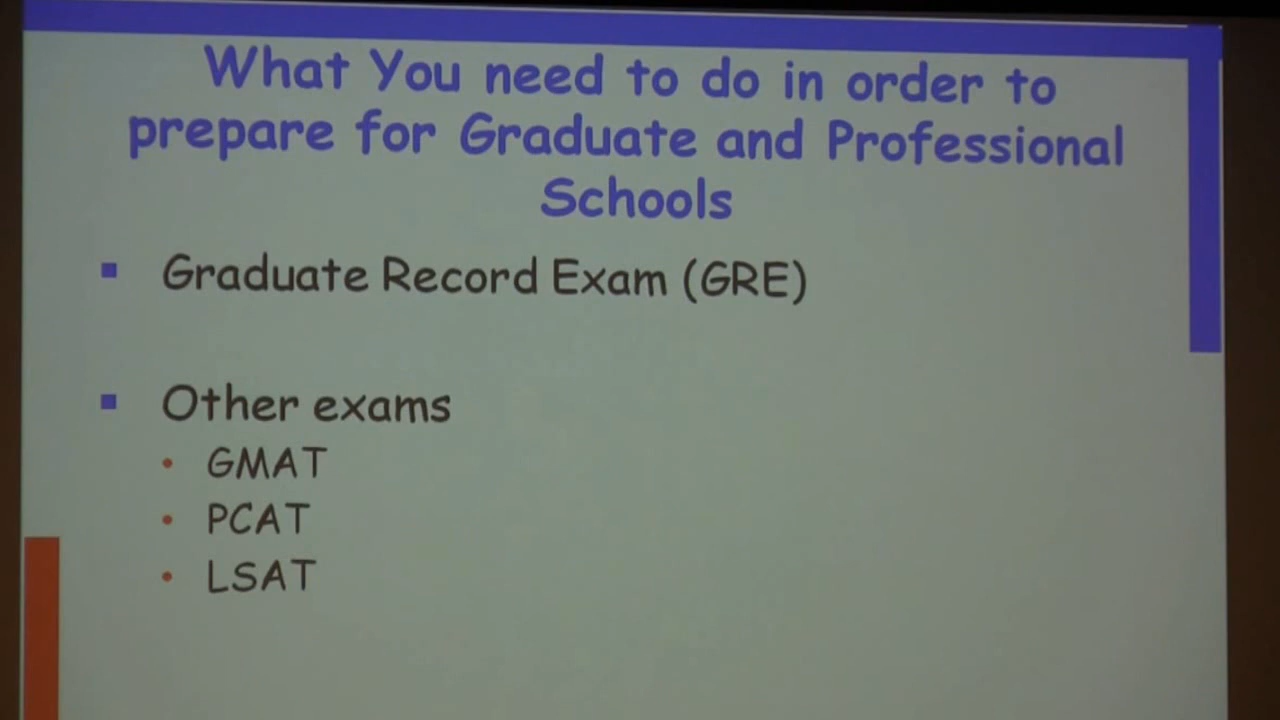 What You need to do in order to
prepare for Graduate and Professional
Schools
Graduate Record Exam (GRE)
Other exams
GMAT
PCAT
LSAT